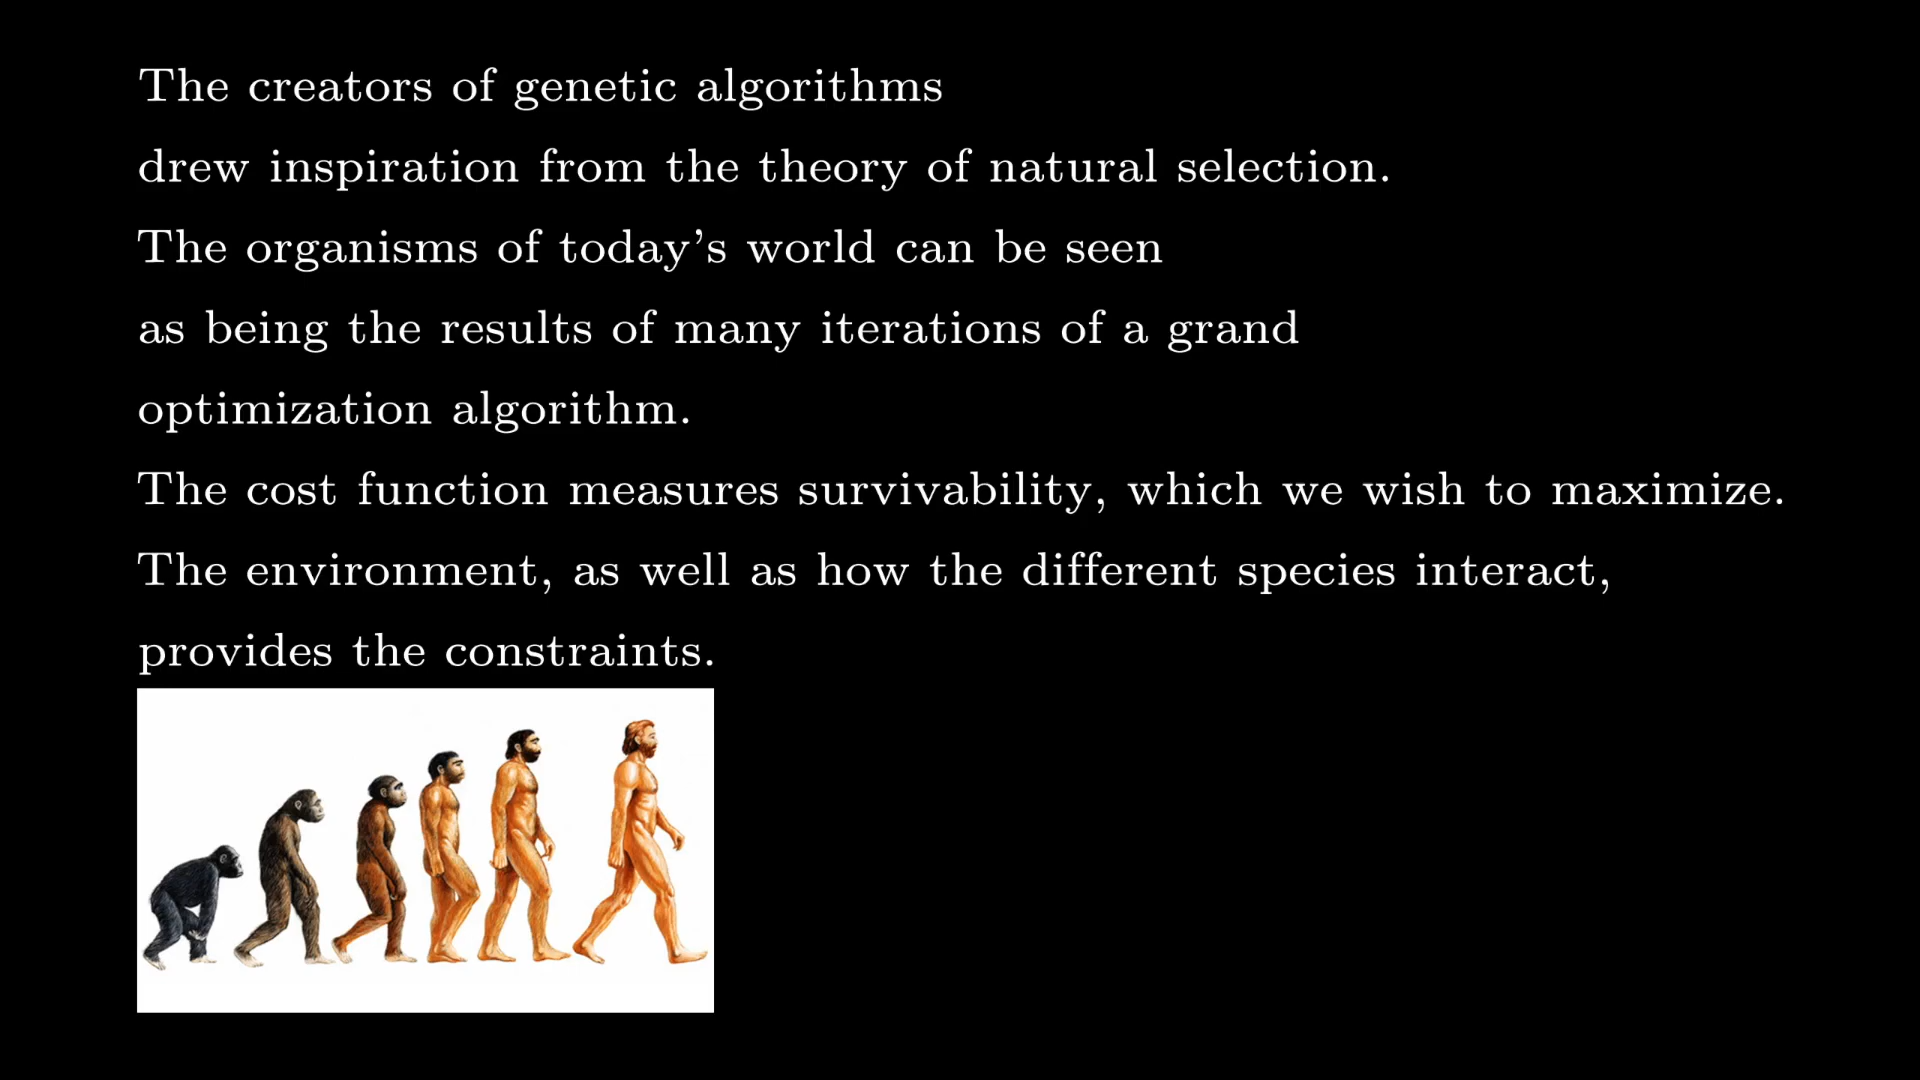 The creators of genetic algorithms
drew inspiration from the theory of natural selection.
The organisms of today’s world can be seen
as being the results of many iterations of a grand
optimization algorithm.
The cost function measures survivability, which we wish to maximize.
The environment, as well as how the different species interact,
provides the constraints.